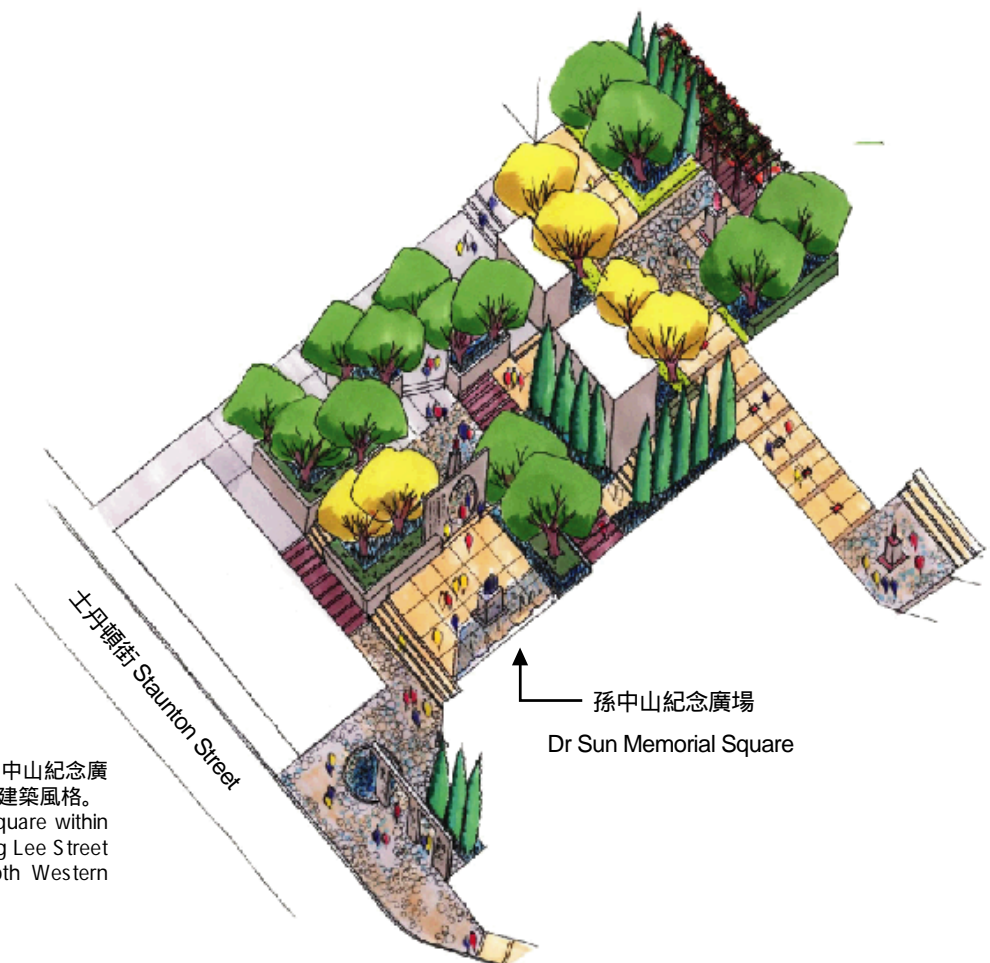 士丹頓街 Staunton Street
孫中山紀念廣場
Dr Sun Memorial Square
中山紀念廣
建築風格。
quare within
g Lee Street
oth Western